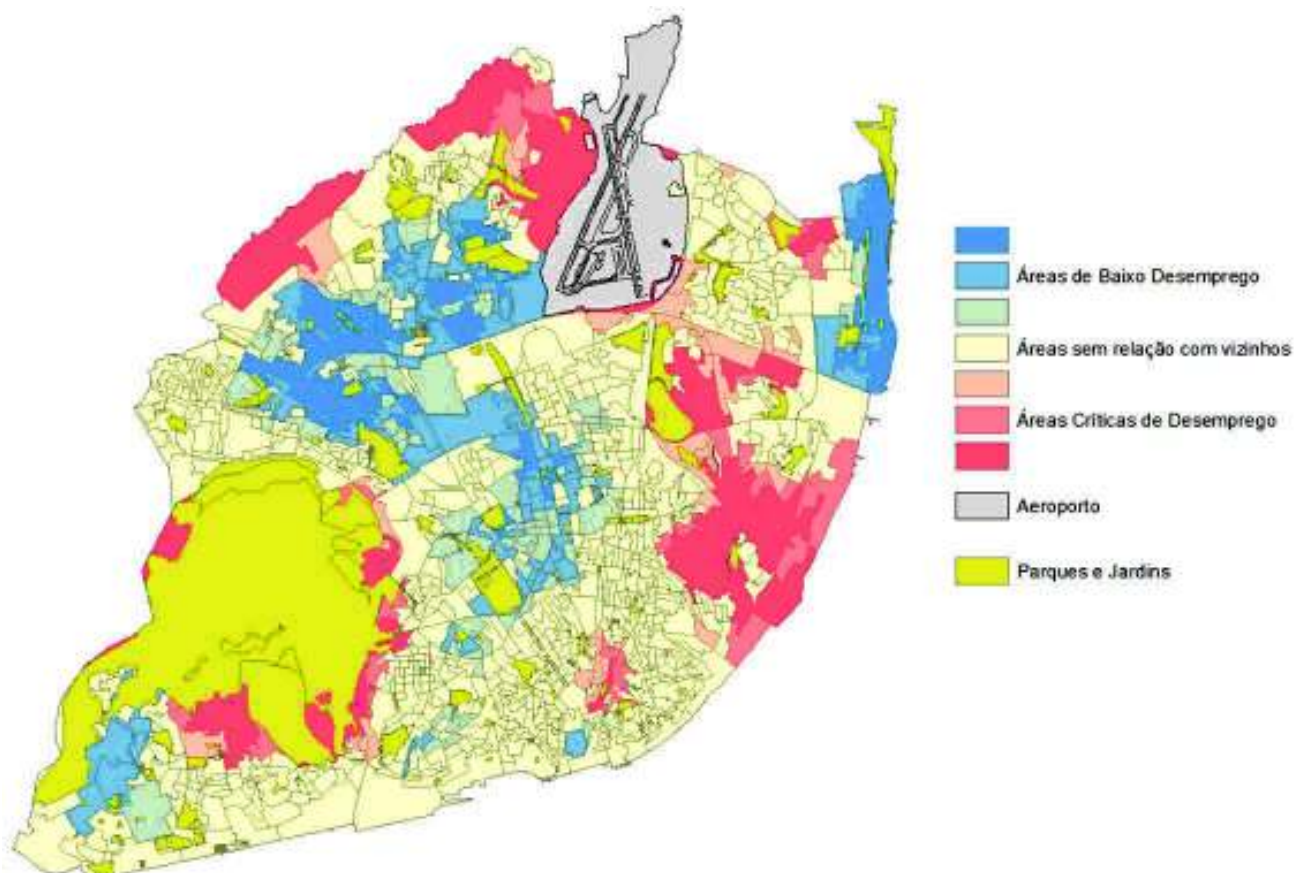 Áreas de Baixo Desemprego
Áreas sem relação com vizinhos
Áreas Críticas de Desemprego
Aeroporto
Parques e Jardins